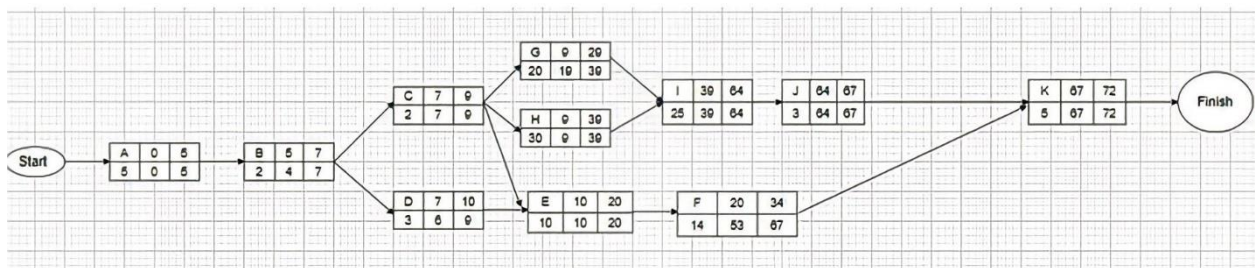 Start
A 0 5
5 0 5
B 5 7
2 4 7
C 7 9
2 7 9
D 7 10
3 6 9
G 9 29
20 19 39
H 9 39
30 9 39
E 10 20
10 10 20
I 39 64
25 39 64
F 20 34
14 53 67
J 64 67
3 64 67
K 67 72
5 67 72
Finish